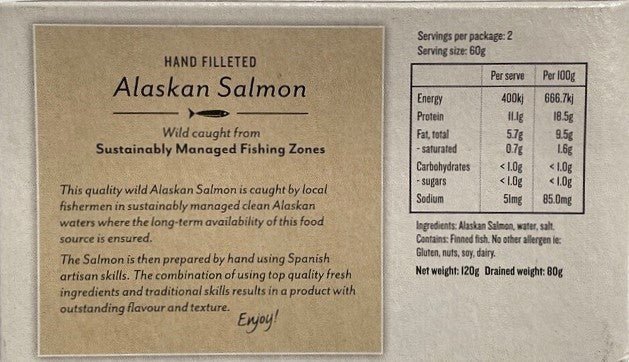 HAND FILLETED
Alaskan Salmon
Wild caught from
Sustainably Managed Fishing Zones
This quality wild Alaskan Salmon is caught by local
fishermen in sustainably managed clean Alaskan
waters where the long-term availability of this food
source is ensured.
The Salmon is then prepared by hand using Spanish
artisan skills. The combination of using top quality fresh
ingredients and traditional skills results in a product with
outstanding flavour and texture.
Enjoy!
Servings per package: 2
Serving size: 60g
Per serve Per 100g
Energy 400kj 666.7kj
Protein 11.1g 18.5g
Fat, total 5.7g 9.5g
- saturated 0.7g 1.6g
Carbohydrates <1.0g <1.0g
- sugars <1.0g <1.0g
Sodium 51mg 85.0mg
Ingredients: Alaskan Salmon, water, salt.
Contains: Finned fish. No other allergen ie:
Gluten, nuts, soy, dairy.
Net weight: 120g Drained weight: 80g